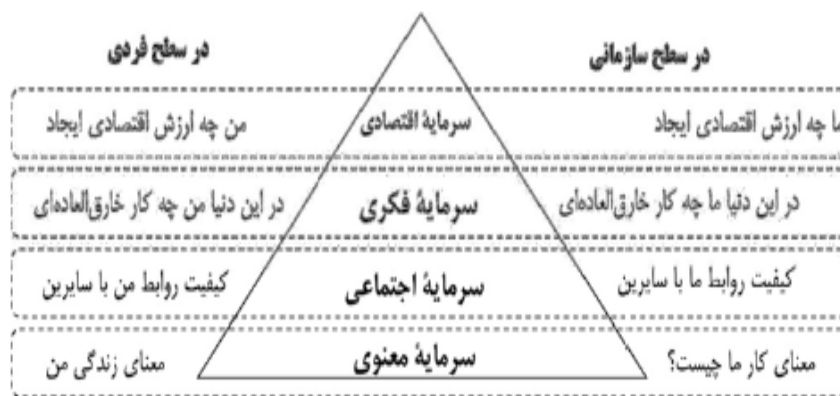 در سطح سازمانی
در سطح فردی
ما چه ارزش اقتصادی ایجاد
سرمایهٔ اقتصادی
من چه ارزش اقتصادی ایجاد
در این دنیا ما چه کار خارق‌العاده‌ای
سرمایهٔ فکری
در این دنیا من چه کار خارق‌العاده‌ای
کیفیت روابط ما با سایرین
سرمایهٔ اجتماعی
کیفیت روابط من با سایرین
معنای کار ما چیست؟
سرمایهٔ معنوی
معنای زندگی من